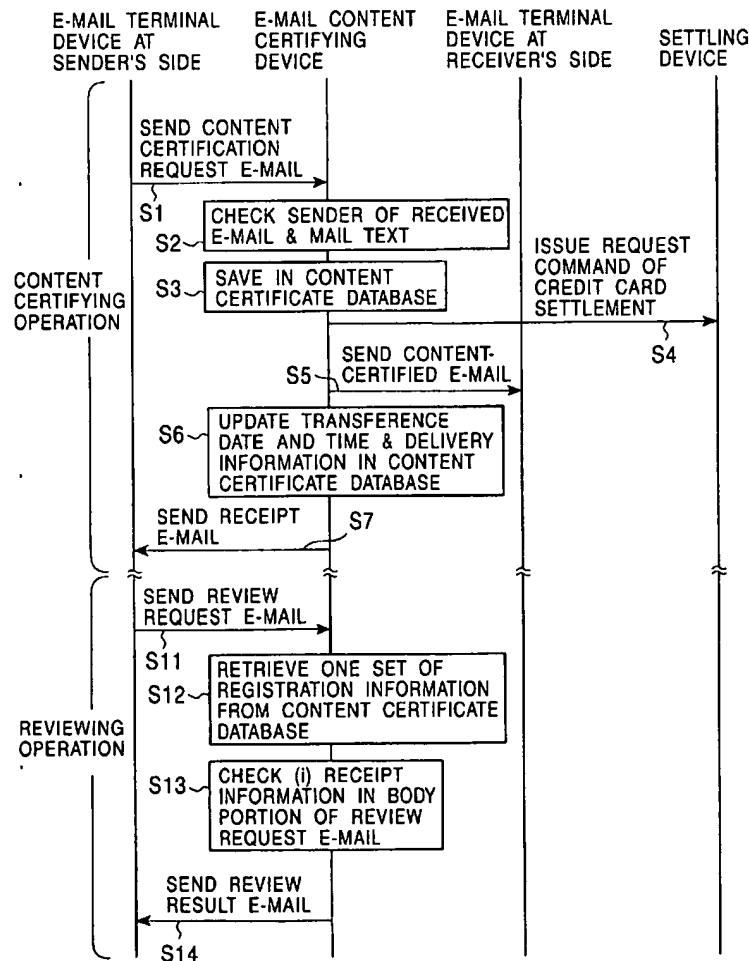 E-MAIL TERMINAL
DEVICE AT
SENDER'S SIDE
E-MAIL CONTENT
CERTIFYING
DEVICE
E-MAIL TERMINAL
DEVICE AT
RECEIVER'S SIDE
SETTLING
DEVICE
CONTENT
CERTIFYING
OPERATION
SEND CONTENT
CERTIFICATION
REQUEST E-MAIL
S1
S2
CHECK SENDER OF RECEIVED
E-MAIL & MAIL TEXT
S3
SAVE IN CONTENT
CERTIFICATE DATABASE
ISSUE REQUEST
COMMAND OF
CREDIT CARD
SETTLEMENT
S4
SEND CONTENT-
CERTIFIED E-MAIL
S5
S6
UPDATE TRANSFERENCE
DATE AND TIME & DELIVERY
INFORMATION IN CONTENT
CERTIFICATE DATABASE
SEND RECEIPT
E-MAIL
S7
REVIEWING
OPERATION
SEND REVIEW
REQUEST E-MAIL
S11
S12
RETRIEVE ONE SET OF
REGISTRATION INFORMATION
FROM CONTENT CERTIFICATE
DATABASE
S13
CHECK (i) RECEIPT
INFORMATION IN BODY
PORTION OF REVIEW
REQUEST E-MAIL
SEND REVIEW
RESULT E-MAIL
S14